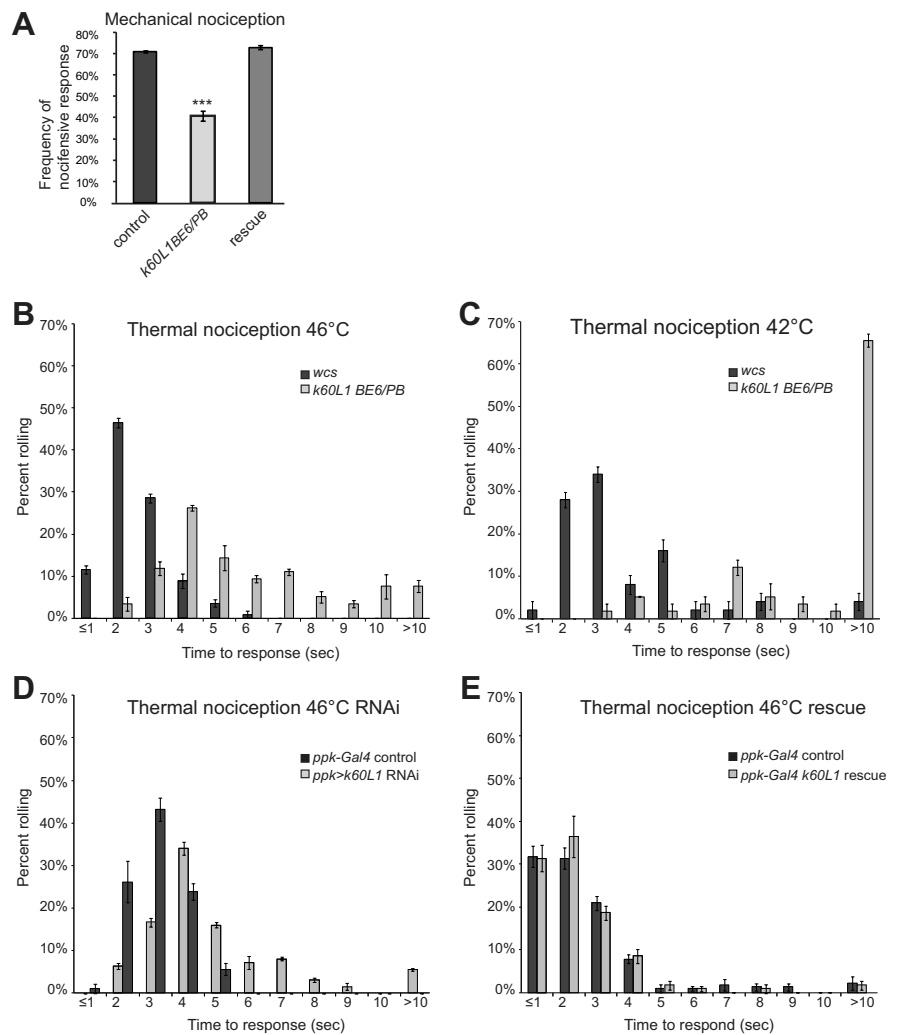 A
Mechanical nociception
Frequency of
nocifensive response
80%
70%
60%
50%
40%
30%
20%
10%
0%
***
control
k60L1BE6/PB
rescue
B
Thermal nociception 46°C
wcs
k60L1 BE6/PB
Percent rolling
70%
60%
50%
40%
30%
20%
10%
0%
≤1 2 3 4 5 6 7 8 9 10 >10
Time to response (sec)
C
Thermal nociception 42°C
wcs
k60L1 BE6/PB
Percent rolling
70%
60%
50%
40%
30%
20%
10%
0%
≤1 2 3 4 5 6 7 8 9 10 >10
Time to response (sec)
D
Thermal nociception 46°C RNAi
ppk-Gal4 control
ppk>k60L1 RNAi
Percent rolling
70%
60%
50%
40%
30%
20%
10%
0%
≤1 2 3 4 5 6 7 8 9 10 >10
Time to response (sec)
E
Thermal nociception 46°C rescue
ppk-Gal4 control
ppk-Gal4 k60L1 rescue
Percent rolling
70%
60%
50%
40%
30%
20%
10%
0%
≤1 2 3 4 5 6 7 8 9 10 >10
Time to respond (sec)